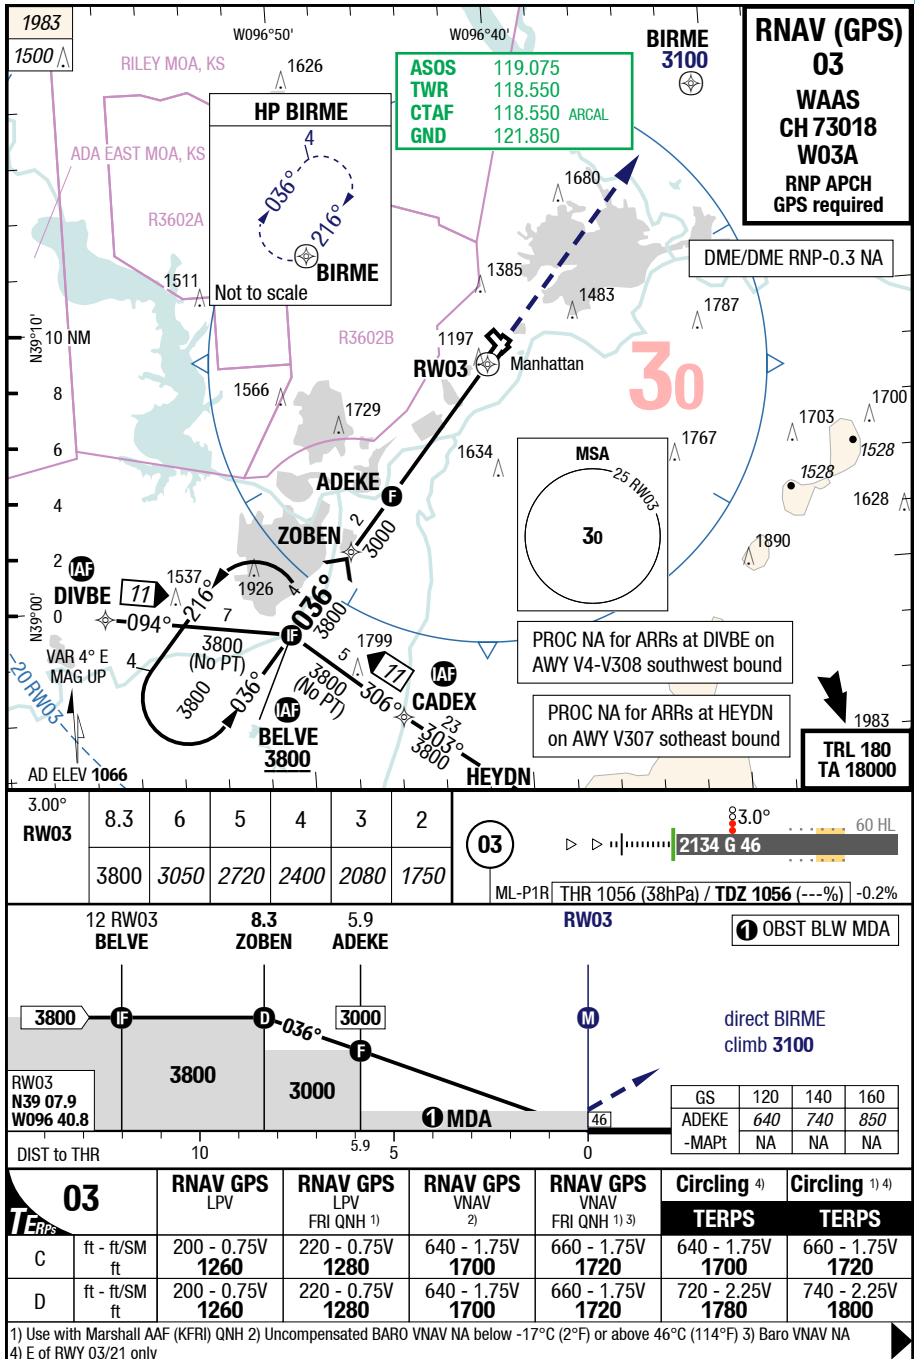 1983
1500
W096°50'
W096°40'
BIRME
3100
RNAV (GPS)
03
WAAS
CH 73018
W03A
RNP APCH
GPS required
RILEY MOA, KS
1626
ASOS 119.075
TWR 118.550
CTAF 118.550 ARCAL
GND 121.850
HP BIRME
4
036°
216°
BIRME
Not to scale
ADA EAST MOA, KS
R3602A
1680
DME/DME RNP-0.3 NA
1511
1385
1483
1787
N39°10'
10 NM
R3602B
1197
RW03
Manhattan
30
8
1566
1729
1700
1703
6
1634
1767
1528
MSA
25 RW03
30
ADEKE
F
1528
1628
4
ZOBEN
2
3000
1890
2
IAF
DIVBE
11
1537
216°
1926
4
036°
3800
N39°00'
0
094°
7
3800
(No PT)
IF
5
3800
(No PT)
1799
11
306°
IAF
CADEX
PROC NA for ARRs at DIVBE on
AWY V4-V308 southwest bound
VAR 4° E
MAG UP
4
3800
036°
20 RW03
IAF
BELVE
3800
23
303°
3800
HEYDN
PROC NA for ARRs at HEYDN
on AWY V307 sotheast bound
1983
TRL 180
TA 18000
AD ELEV 1066
3.00°
RW03
8.3 6 5 4 3 2
3800 3050 2720 2400 2080 1750
03
3.0°
60 HL
2134 G 46
ML-P1R THR 1056 (38hPa) / TDZ 1056 (---%) -0.2%
12 RW03
BELVE
8.3
ZOBEN
5.9
ADEKE
RW03
1 OBST BLW MDA
3800
IF
D
036°
3000
F
M
direct BIRME
climb 3100
3800
3000
1 MDA
46
RW03
N39 07.9
W096 40.8
GS 120 140 160
ADEKE 640 740 850
-MAPt NA NA NA
DIST to THR 10 5.9 5 0
TERPs
03
RNAV GPS LPV
RNAV GPS LPV FRI QNH 1)
RNAV GPS VNAV 2)
RNAV GPS VNAV FRI QNH 1) 3)
Circling 4) TERPS
Circling 1) 4) TERPS
C ft - ft/SM 200 - 0.75V 220 - 0.75V 640 - 1.75V 660 - 1.75V 640 - 1.75V 660 - 1.75V
ft 1260 1280 1700 1720 1700 1720
D ft - ft/SM 200 - 0.75V 220 - 0.75V 640 - 1.75V 660 - 1.75V 720 - 2.25V 740 - 2.25V
ft 1260 1280 1700 1720 1780 1800
1) Use with Marshall AAF (KFRI) QNH 2) Uncompensated BARO VNAV NA below -17°C (2°F) or above 46°C (114°F) 3) Baro VNAV NA
4) E of RWY 03/21 only